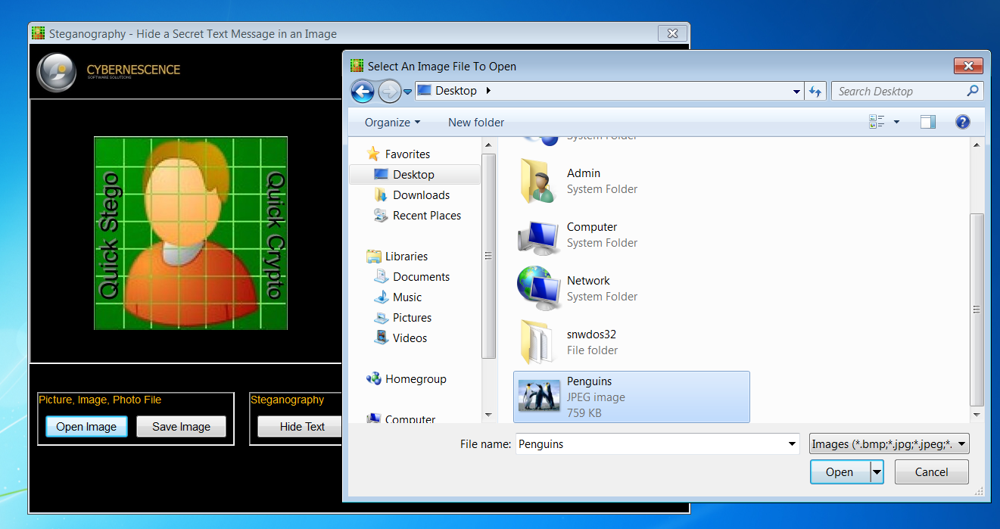 Steganography - Hide a Secret Text Message in an Image
CYBERNESCENCE
SOFTWARE SOLUTIONS
Quick Stego
Quick Crypto
Picture, Image, Photo File
Open Image
Save Image
Steganography
Hide Text
Select An Image File To Open
Desktop
Search Desktop
Organize
New folder
Favorites
Desktop
Downloads
Recent Places
Libraries
Documents
Music
Pictures
Videos
Homegroup
Computer
System Folder
Admin
System Folder
Computer
System Folder
Network
System Folder
snwdos32
File folder
Penguins
JPEG image
759 KB
File name: Penguins
Images (*.bmp;*.jpg;*.jpeg;*.
Open
Cancel